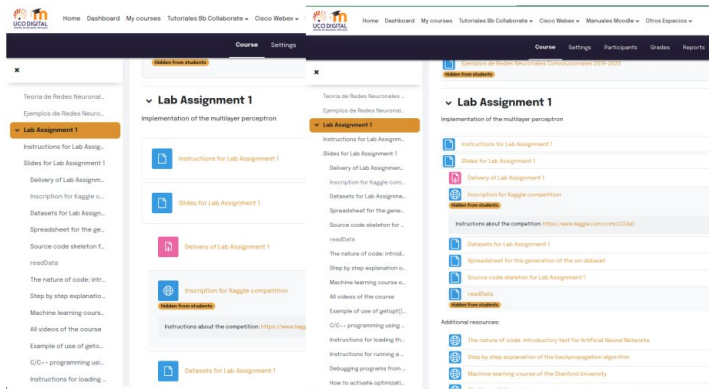 UCO DIGITAL
Home Dashboard My courses Tutoriales Bb Collaborate Cisco Webex
Course Settings
Hidden from students
Teoría de Redes Neuronal...
Ejemplos de Redes Neuro...
Lab Assignment 1
Instructions for Lab Assig...
Slides for Lab Assignment 1
Delivery of Lab Assignm...
Inscription for Kaggle c...
Datasets for Lab Assign...
Spreadsheet for the ge...
Source code skeleton f...
readData
The nature of code: intr...
Step by step explanatio...
Machine learning cours...
All videos of the course
Example of use of geto...
C/C++ programming usi...
Instructions for loading ...
Lab Assignment 1
Implementation of the multilayer perceptron
Instructions for Lab Assignment 1
Slides for Lab Assignment 1
Delivery of Lab Assignment 1
Inscription for Kaggle competition
Hidden from students
Instructions about the competition: https://www.kagg
Datasets for Lab Assignment 1
UCO DIGITAL
Home Dashboard My courses Tutoriales Bb Collaborate Cisco Webex Manuales Moodle Otros Espacios
Course Settings Participants Grades Reports
Ejemplos de Redes Neuronales Convolucionales 2019-2020
Hidden from students
Teoría de Redes Neuronales ...
Ejemplos de Redes Neuronal...
Lab Assignment 1
Instructions for Lab Assignm...
Slides for Lab Assignment 1
Delivery of Lab Assignmen...
Inscription for Kaggle com...
Datasets for Lab Assignme...
Spreadsheet for the gene...
Source code skeleton for ...
readData
The nature of code: introd...
Step by step explanation o...
Machine learning course o...
All videos of the course
Example of use of getopt()...
C/C++ programming using ...
Instructions for loading th...
Instructions for running a ...
Debugging programs from ...
How to activate optimizati...
Lab Assignment 1
Implementation of the multilayer perceptron
Instructions for Lab Assignment 1
Slides for Lab Assignment 1
Delivery of Lab Assignment 1
Inscription for Kaggle competition
Hidden from students
Instructions about the competition:
Datasets for Lab Assignment 1
Spreadsheet for the generation of the sin dataset
Source code skeleton for Lab Assignment 1
readData
Hidden from students
Additional resources:
The nature of code: introductory text for Artificial Neural Networks
Step by step explanation of the backpropagation algorithm
Machine learning course of the Stanford University